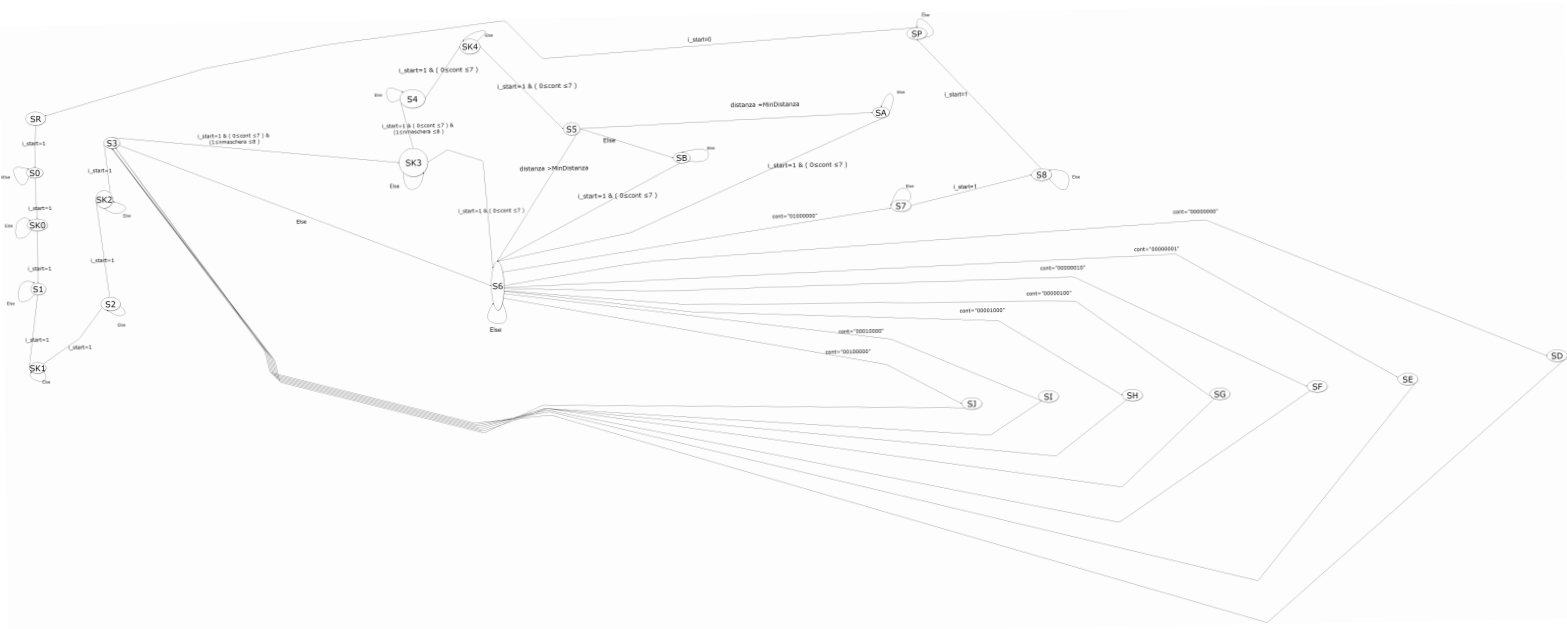 Else
SP
Else
i_start=0
SK4
i_start=1 & ( 0≤cont ≤7 )
i_start=1 & ( 0≤cont ≤7 )
Else
S4
Else
SA
i_start=1
distanza =MinDistanza
SR
i_start=1 & ( 0≤cont ≤7 ) &
(1≤nmaschera ≤8 )
S5
i_start=1 & ( 0≤cont ≤7 ) &
(1≤nmaschera ≤8 )
i_start=1
S3
Else
Else
SB
SK3
distanza >MinDistanza
i_start=1 & ( 0≤cont ≤7 )
i_start=1
Else
S0
S8
Else
Else
Else
i_start=1
i_start=1 & ( 0≤cont ≤7 )
SK2
Else
S7
i_start=1
i_start=1 & ( 0≤cont ≤7 )
cont="01000000"
cont="00000000"
Else
Else
SK0
cont="00000001"
i_start=1
i_start=1
cont="00000010"
S1
S6
cont="00000100"
Else
S2
cont="00001000"
Else
Else
cont="00010000"
i_start=1
i_start=1
cont="00100000"
SD
SK1
Else
SE
SF
SG
SH
SI
SJ